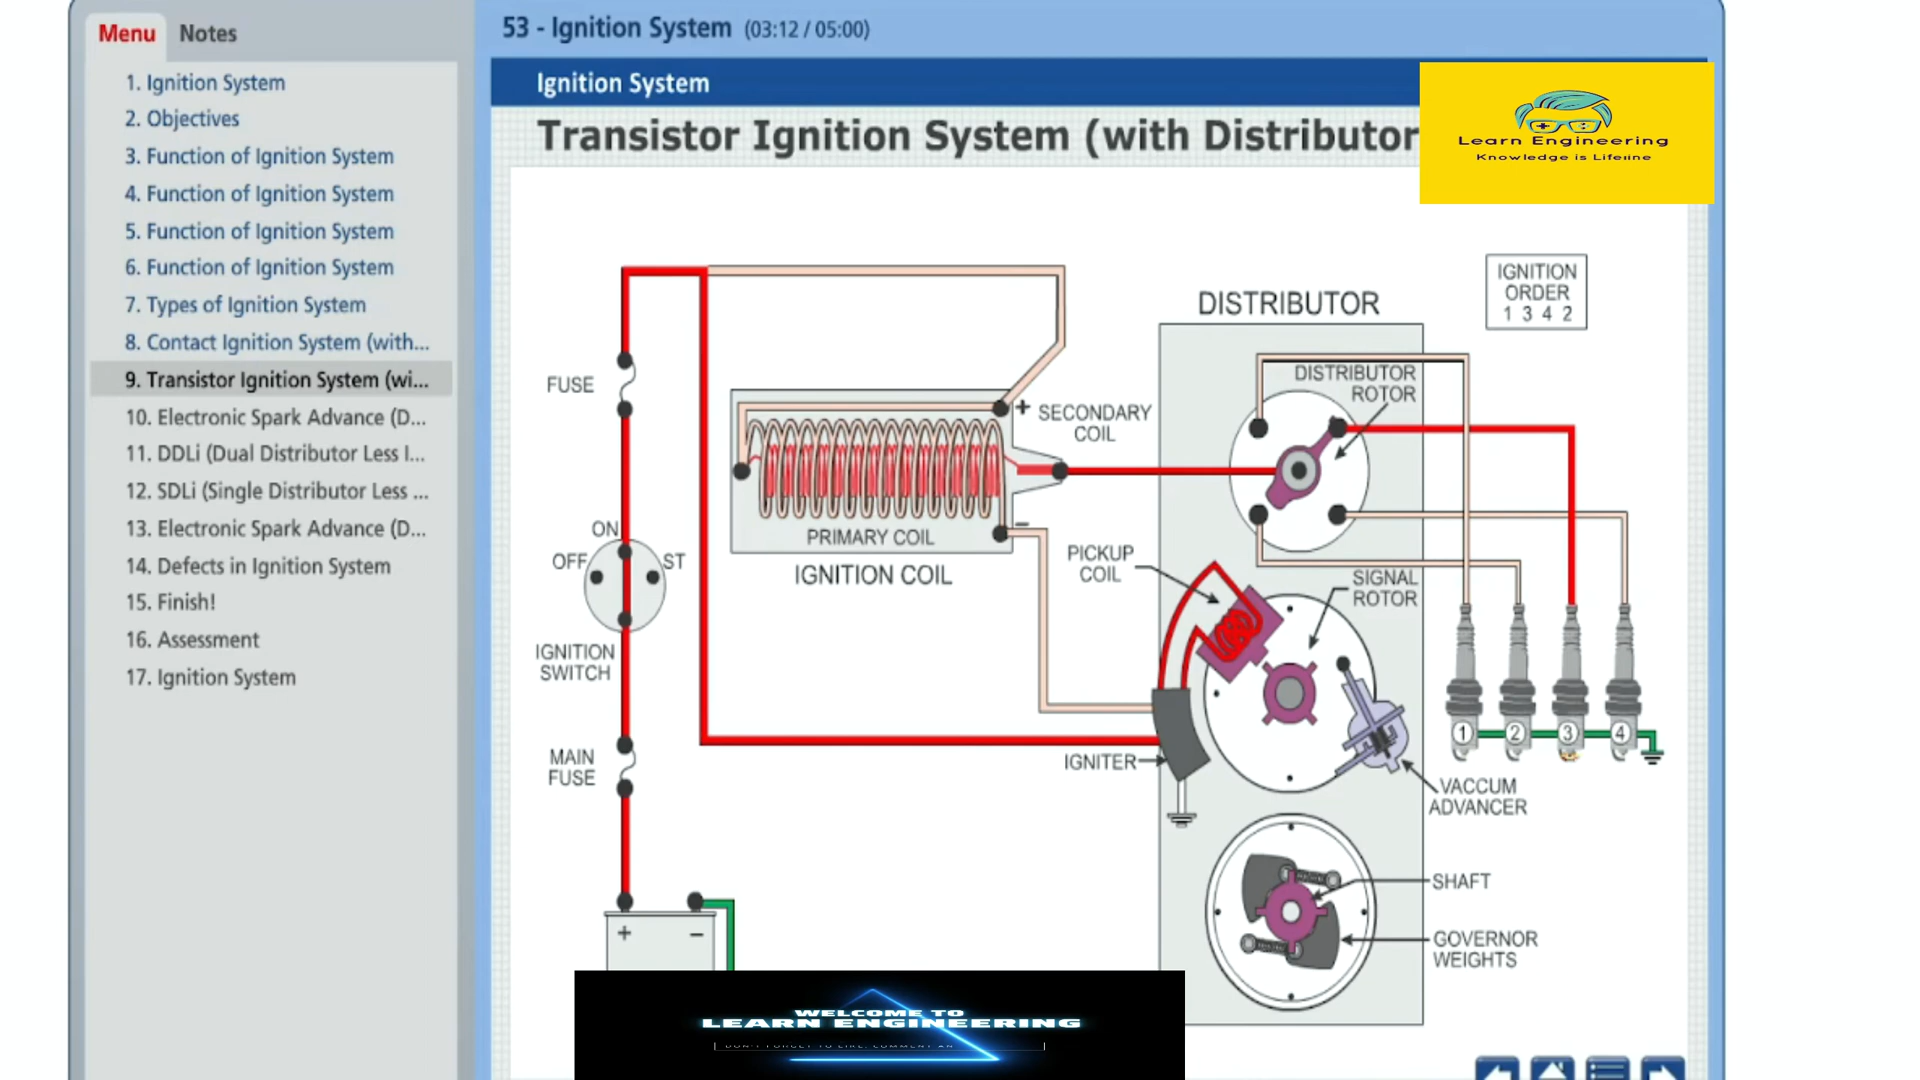 Menu
Notes
1. Ignition System
2. Objectives
3. Function of Ignition System
4. Function of Ignition System
5. Function of Ignition System
6. Function of Ignition System
7. Types of Ignition System
8. Contact Ignition System (with...
9. Transistor Ignition System (wi...
10. Electronic Spark Advance (D...
11. DDLi (Dual Distributor Less I...
12. SDLi (Single Distributor Less ...
13. Electronic Spark Advance (D...
14. Defects in Ignition System
15. Finish!
16. Assessment
17. Ignition System
53 - Ignition System (03:12 / 05:00)
Ignition System
Transistor Ignition System (with Distributor
Learn Engineering
Knowledge is Lifeline
IGNITION
ORDER
1 3 4 2
DISTRIBUTOR
DISTRIBUTOR
ROTOR
FUSE
+
SECONDARY
COIL
–
PRIMARY COIL
IGNITION COIL
ON
OFF
ST
IGNITION
SWITCH
PICKUP
COIL
SIGNAL
ROTOR
MAIN
FUSE
IGNITER
1
2
3
4
VACCUM
ADVANCER
SHAFT
GOVERNOR
WEIGHTS
+
–
WELCOME TO
LEARN ENGINEERING
DON'T FORGET TO LIKE, COMMENT AN